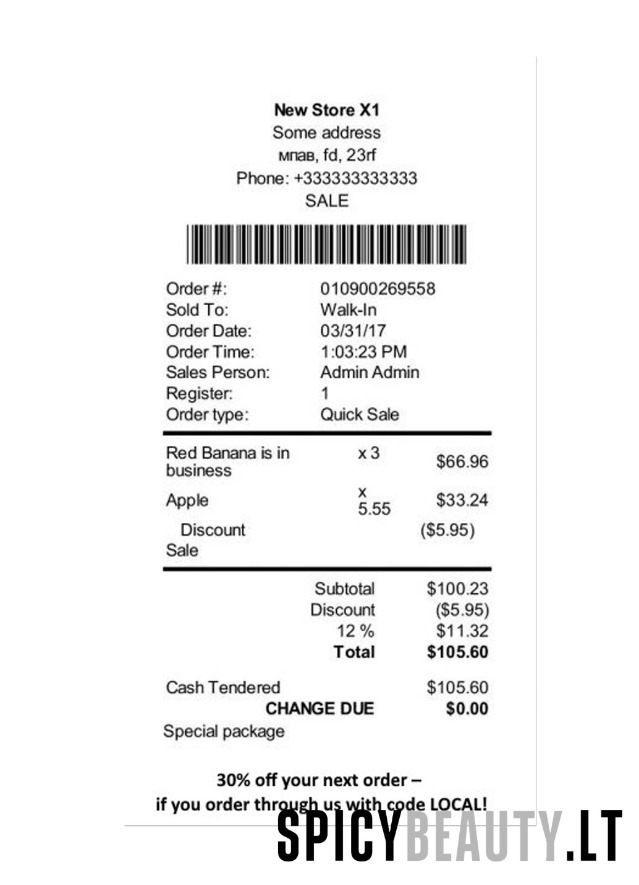 New Store X1
Some address
мпав, fd, 23rf
Phone: +333333333333
SALE
Order #: 010900269558
Sold To: Walk-In
Order Date: 03/31/17
Order Time: 1:03:23 PM
Sales Person: Admin Admin
Register: 1
Order type: Quick Sale
Red Banana is in business x 3 $66.96
Apple x 5.55 $33.24
Discount ($5.95)
Sale
Subtotal $100.23
Discount ($5.95)
12 % $11.32
Total $105.60
Cash Tendered $105.60
CHANGE DUE $0.00
Special package
30% off your next order –
if you order through us with code LOCAL!
SPICYBEAUTY.LT